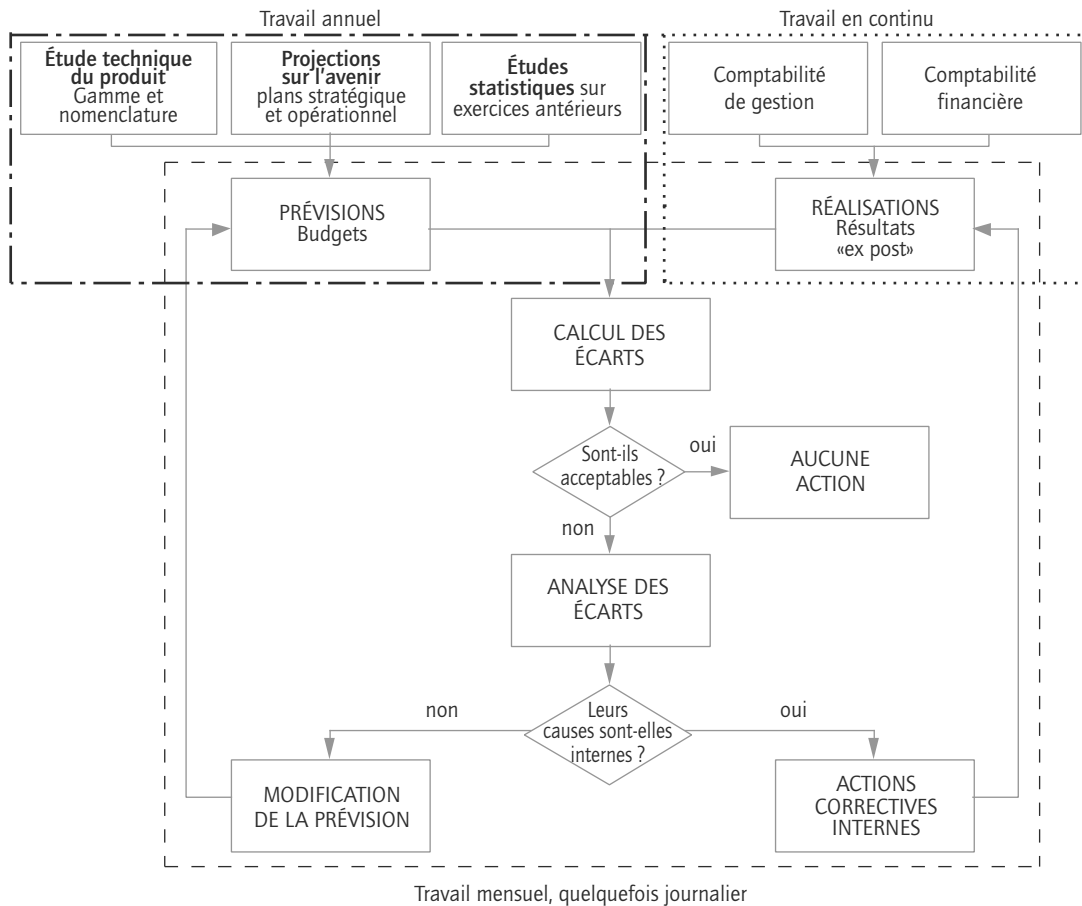 Travail annuel
Travail en continu
Étude technique
du produit
Gamme et
nomenclature
Projections
sur l'avenir
plans stratégique
et opérationnel
Études
statistiques sur
exercices antérieurs
Comptabilité
de gestion
Comptabilité
financière
PRÉVISIONS
Budgets
RÉALISATIONS
Résultats
«ex post»
CALCUL DES
ÉCARTS
Sont-ils
acceptables ?
oui
AUCUNE
ACTION
non
ANALYSE DES
ÉCARTS
Leurs
causes sont-elles
internes ?
non
oui
MODIFICATION
DE LA PRÉVISION
ACTIONS
CORRECTIVES
INTERNES
Travail mensuel, quelquefois journalier